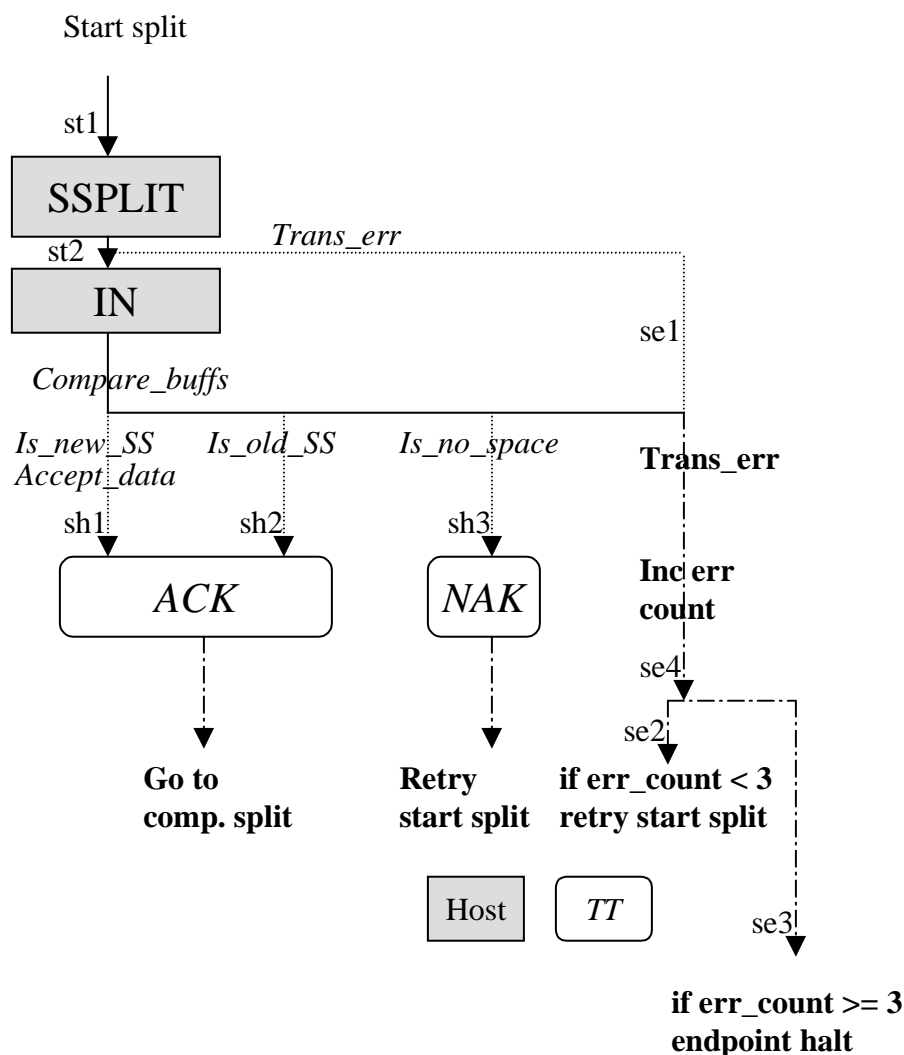 Start split
st1
SSPLIT
st2
Trans_err
IN
se1
Compare_buffs
Is_new_SS
Accept_data
Is_old_SS
Is_no_space
Trans_err
sh1
sh2
sh3
ACK
NAK
Inc err
count
se4
se2
Go to
comp. split
Retry
start split
if err_count < 3
retry start split
Host
TT
se3
if err_count >= 3
endpoint halt